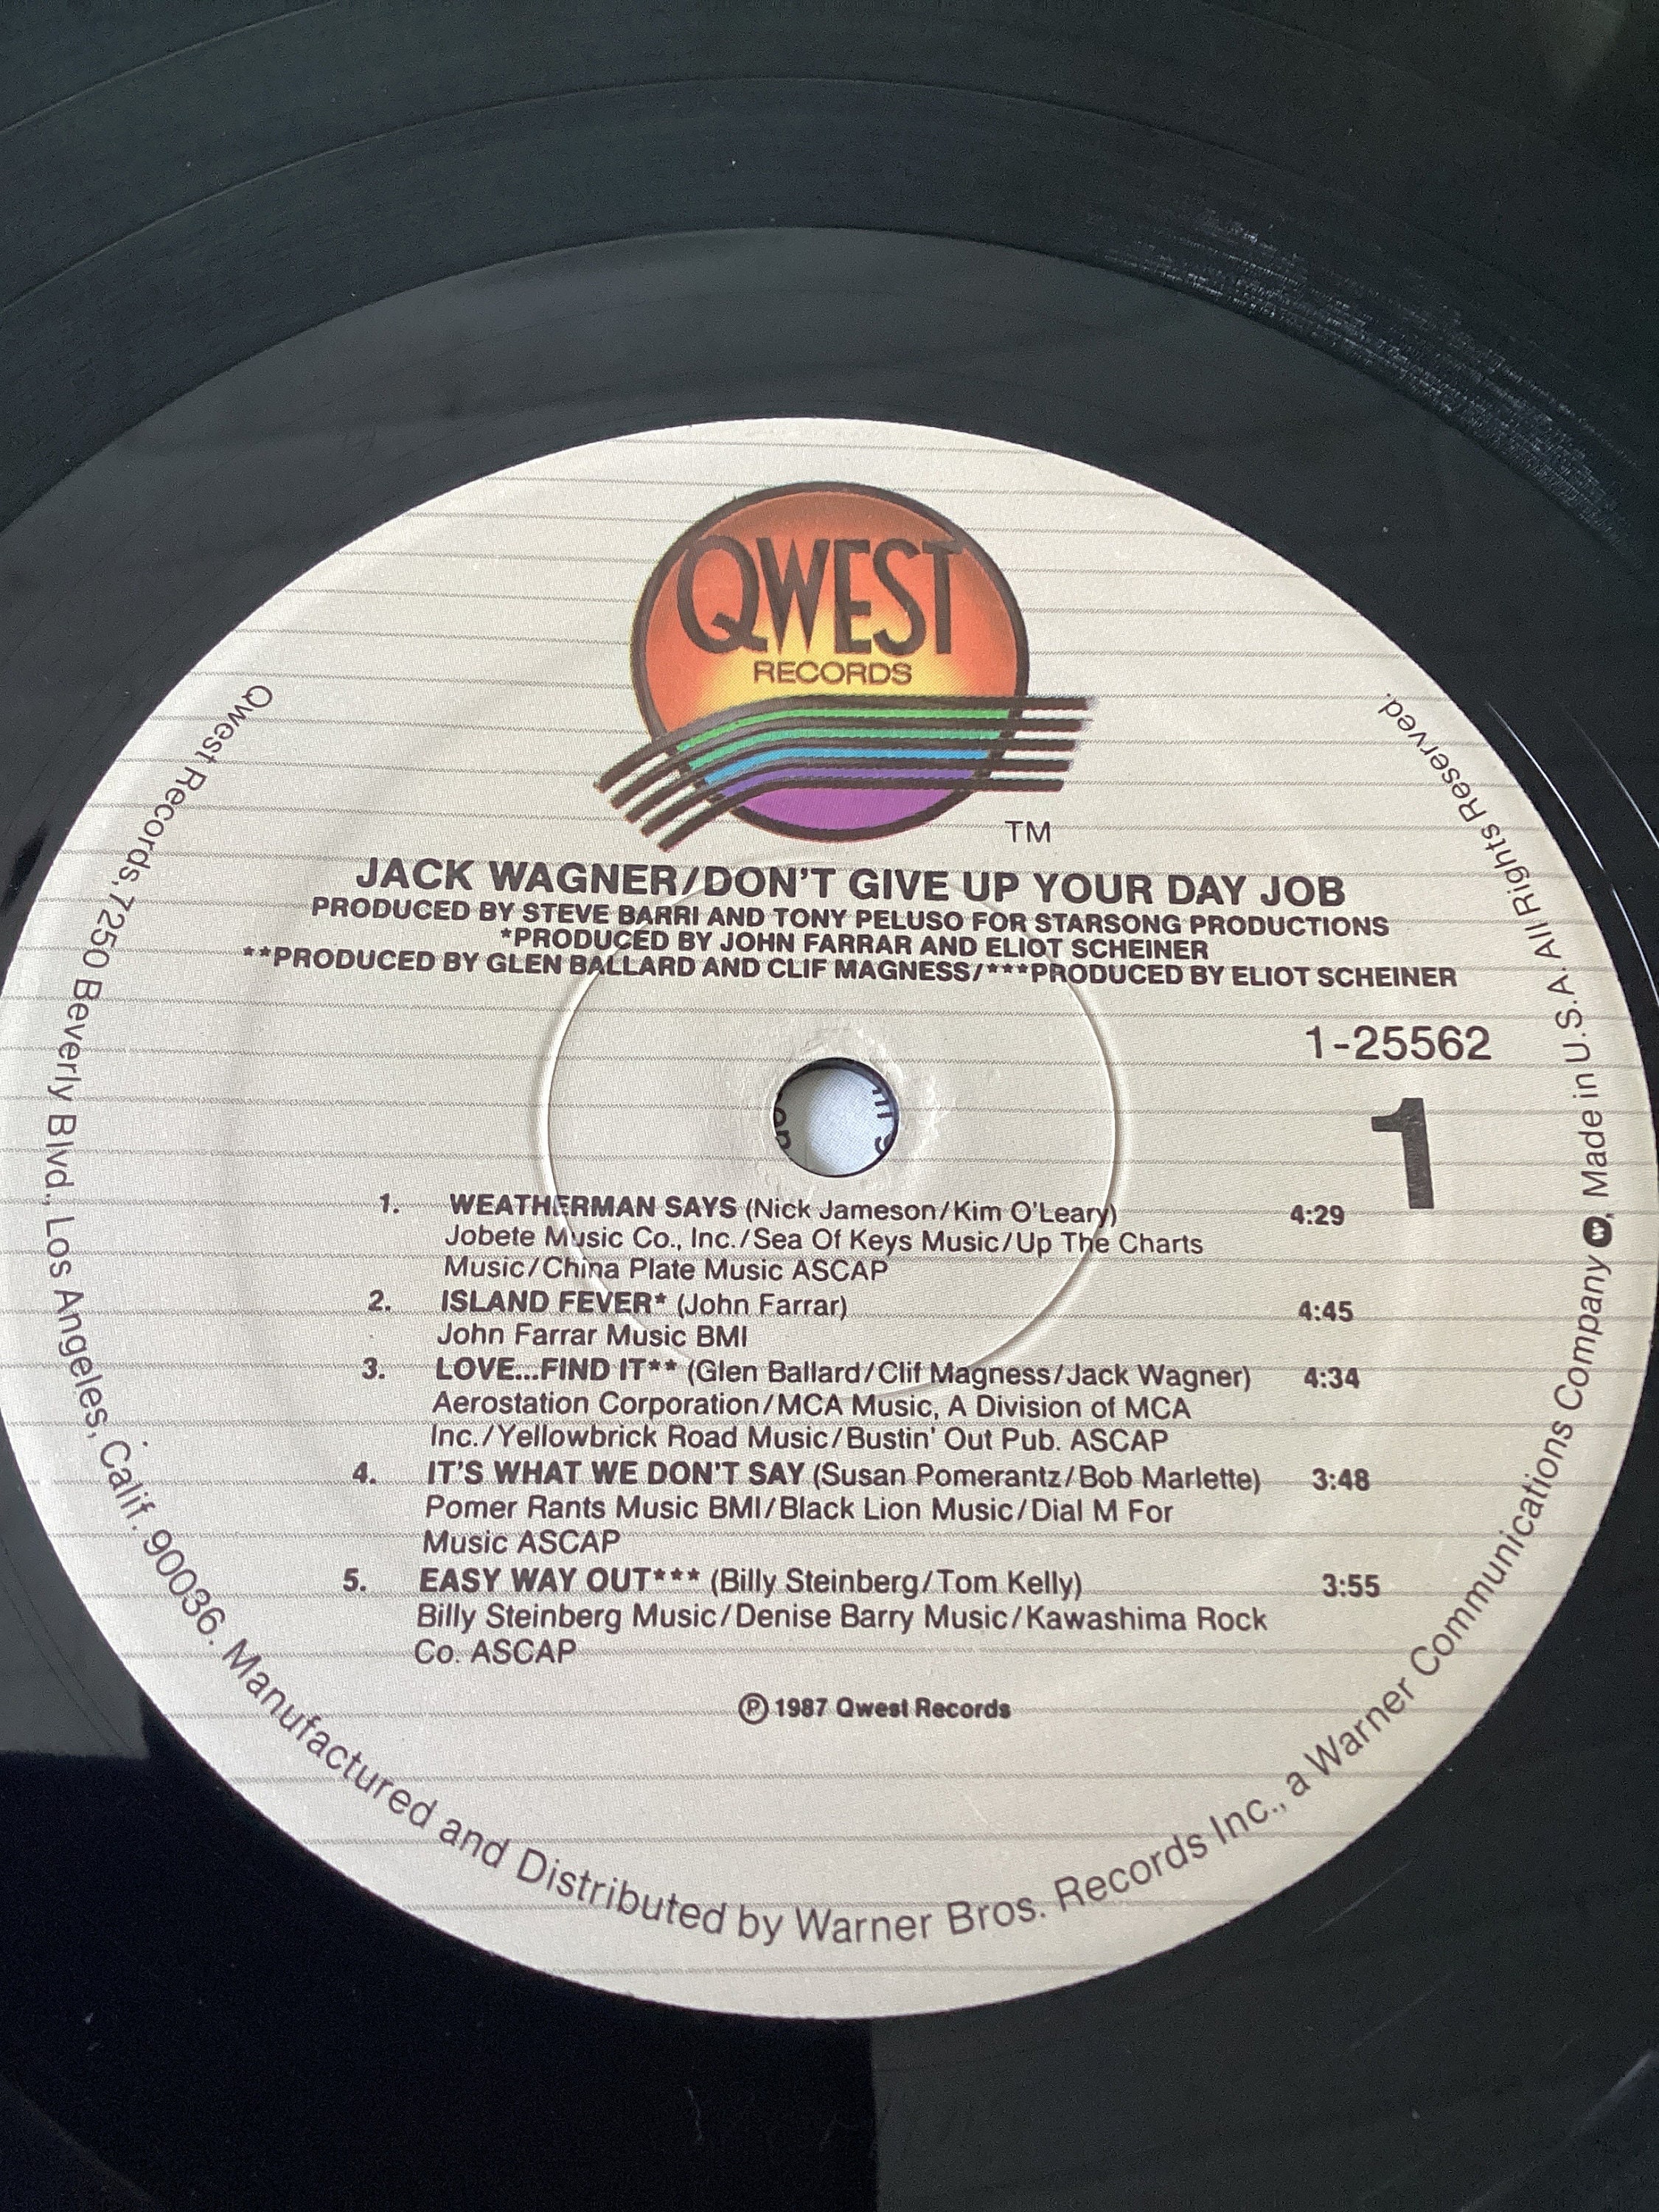 QWEST
RECORDS
TM
JACK WAGNER/DON'T GIVE UP YOUR DAY JOB
PRODUCED BY STEVE BARRI AND TONY PELUSO FOR STARSONG PRODUCTIONS
*PRODUCED BY JOHN FARRAR AND ELIOT SCHEINER
**PRODUCED BY GLEN BALLARD AND CLIF MAGNESS/***PRODUCED BY ELIOT SCHEINER
1-25562
1
1. WEATHERMAN SAYS (Nick Jameson/Kim O'Leary) 4:29
Jobete Music Co., Inc./Sea Of Keys Music/Up The Charts
Music/China Plate Music ASCAP
2. ISLAND FEVER* (John Farrar) 4:45
John Farrar Music BMI
3. LOVE...FIND IT** (Glen Ballard/Clif Magness/Jack Wagner) 4:34
Aerostation Corporation/MCA Music, A Division of MCA
Inc./Yellowbrick Road Music/Bustin' Out Pub. ASCAP
4. IT'S WHAT WE DON'T SAY (Susan Pomerantz/Bob Marlette) 3:48
Pomer Rants Music BMI/Black Lion Music/Dial M For
Music ASCAP
5. EASY WAY OUT*** (Billy Steinberg/Tom Kelly) 3:55
Billy Steinberg Music/Denise Barry Music/Kawashima Rock
Co. ASCAP
℗ 1987 Qwest Records
Qwest Records, 7250 Beverly Blvd., Los Angeles, Calif. 90036. Manufactured and Distributed by Warner Bros. Records Inc., a Warner Communications Company W, Made in U.S.A. All Rights Reserved.